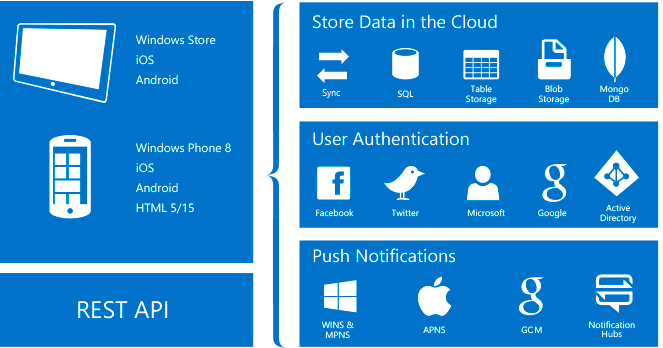 Windows Store
iOS
Android
Windows Phone 8
iOS
Android
HTML 5/15
REST API
Store Data in the Cloud
Sync
SQL
Table
Storage
Blob
Storage
Mongo
DB
User Authentication
Facebook
Twitter
Microsoft
Google
Active
Directory
Push Notifications
WINS &
MPNS
APNS
GCM
Notification
Hubs